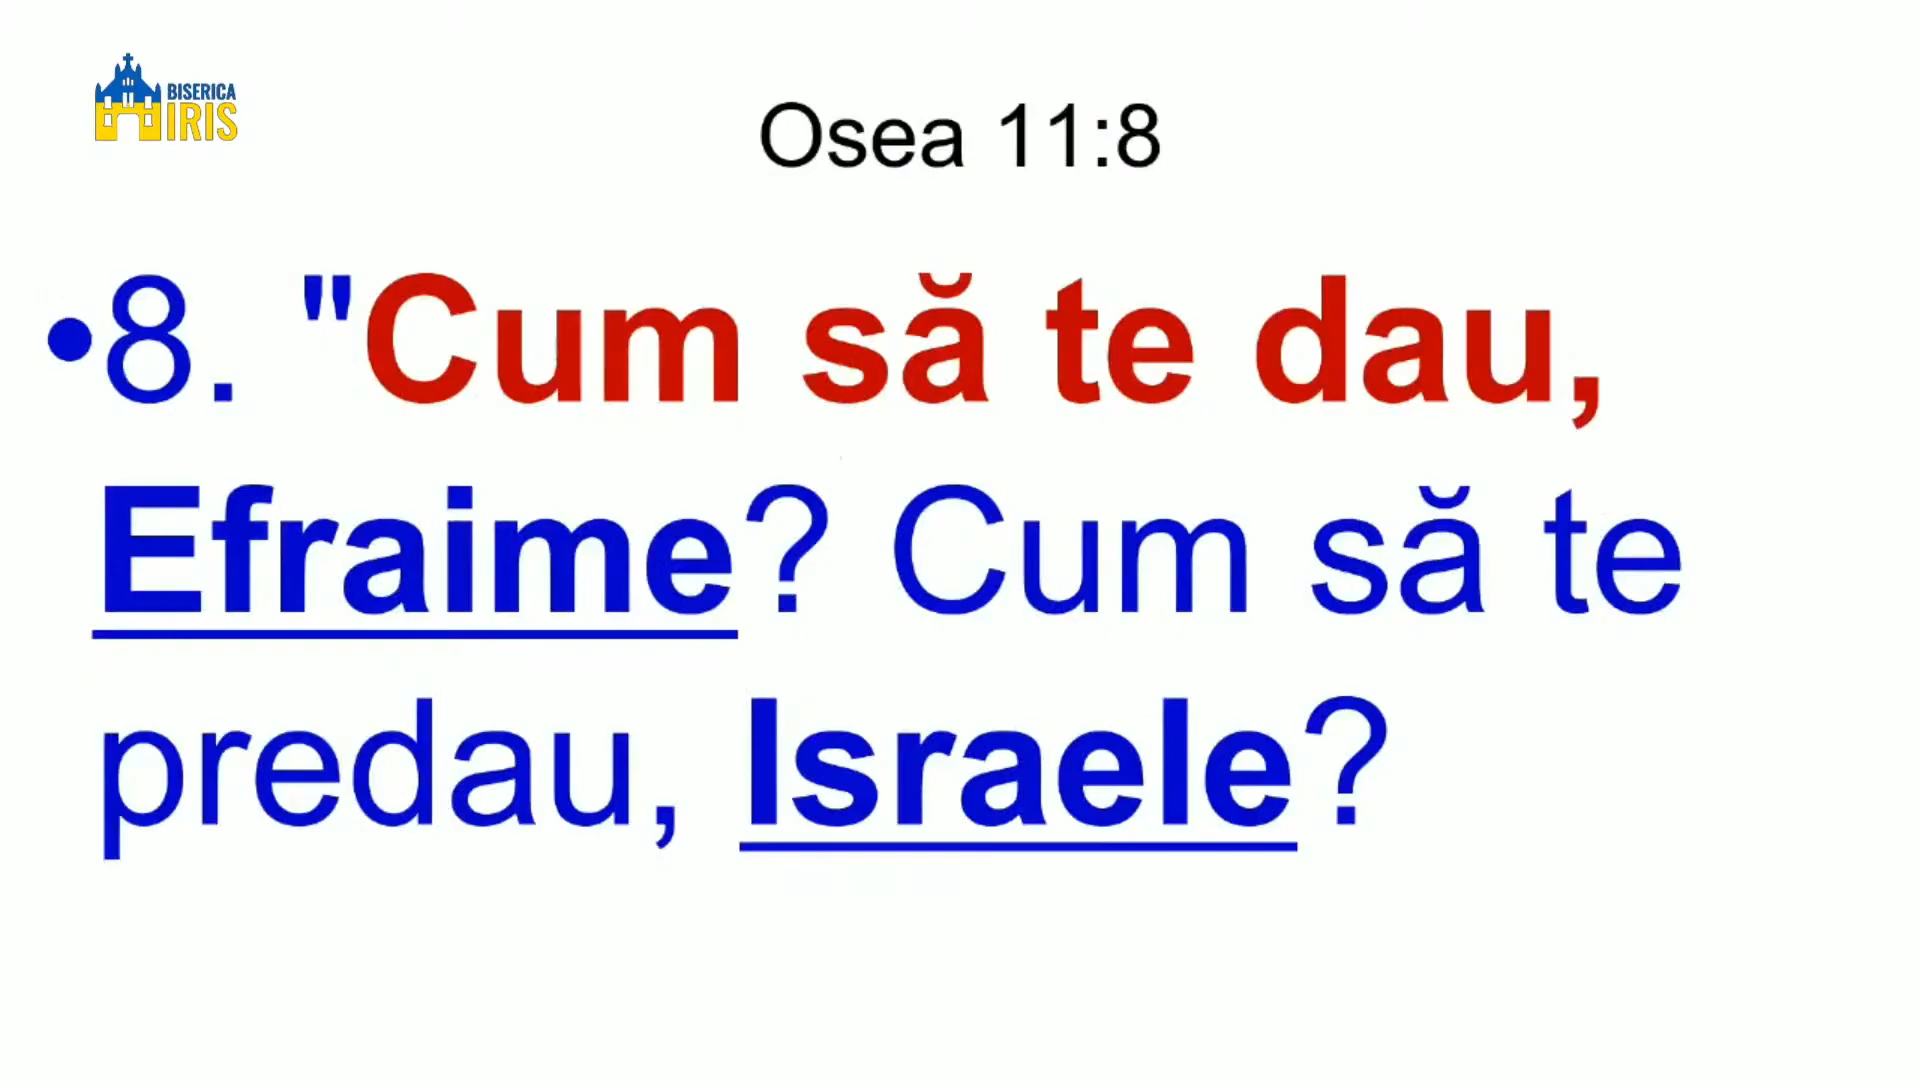 BISERICA
IRIS
Osea 11:8
•8. "Cum să te dau,
Efraime? Cum să te
predau, Israele?